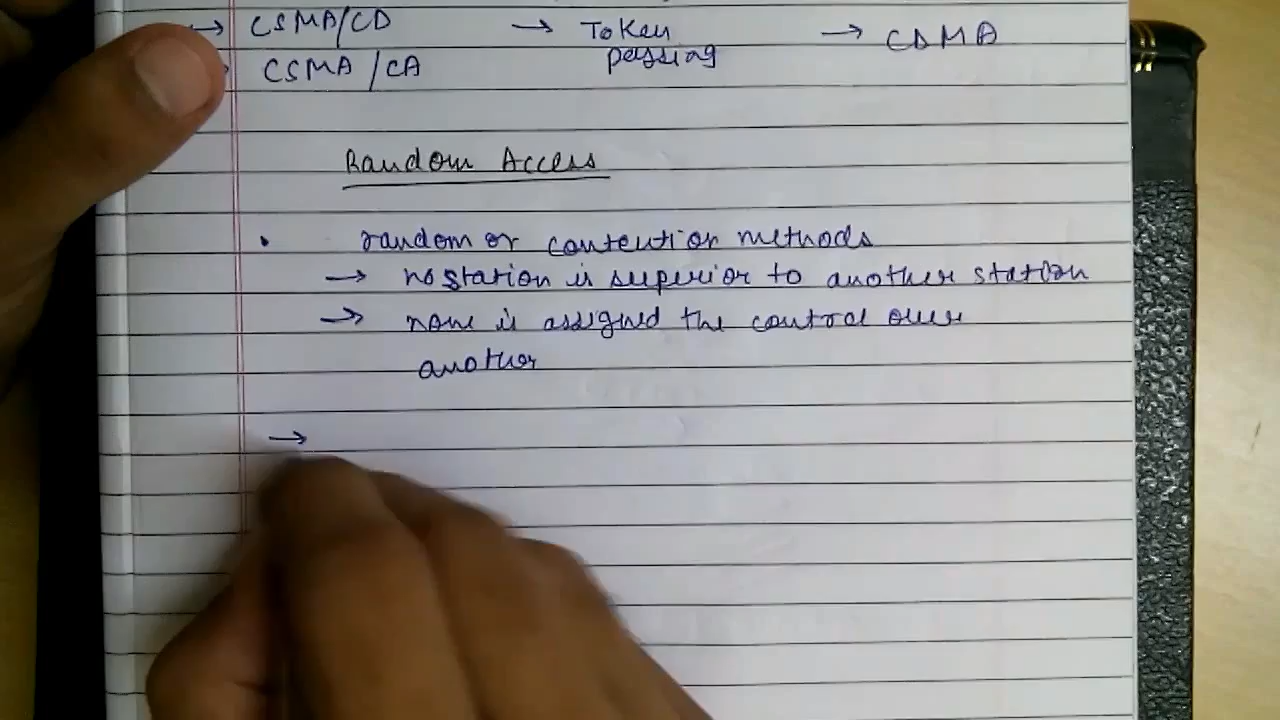 → CSMA/CD → Token → CDMA
CSMA/CA passing
Random Access
• random or contention methods
→ no station is superior to another station
→ none is assigned the control over
another
→